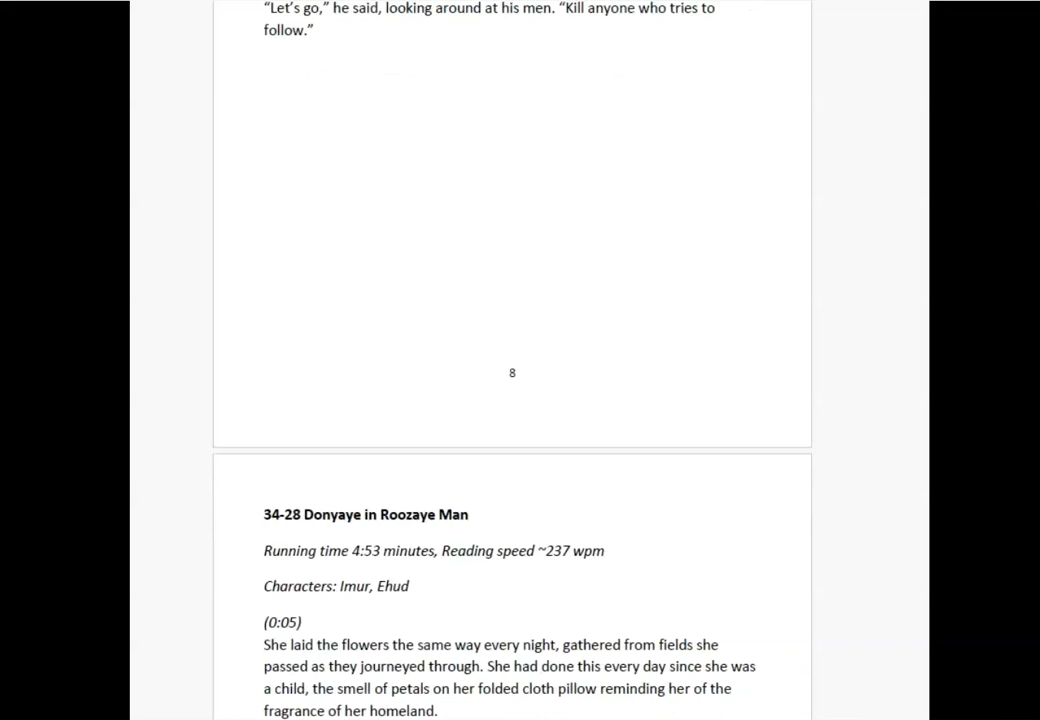 “Let’s go,” he said, looking around at his men. “Kill anyone who tries to
follow.”
8
34-28 Donyaye in Roozaye Man
Running time 4:53 minutes, Reading speed ~237 wpm
Characters: Imur, Ehud
(0:05)
She laid the flowers the same way every night, gathered from fields she
passed as they journeyed through. She had done this every day since she was
a child, the smell of petals on her folded cloth pillow reminding her of the
fragrance of her homeland.